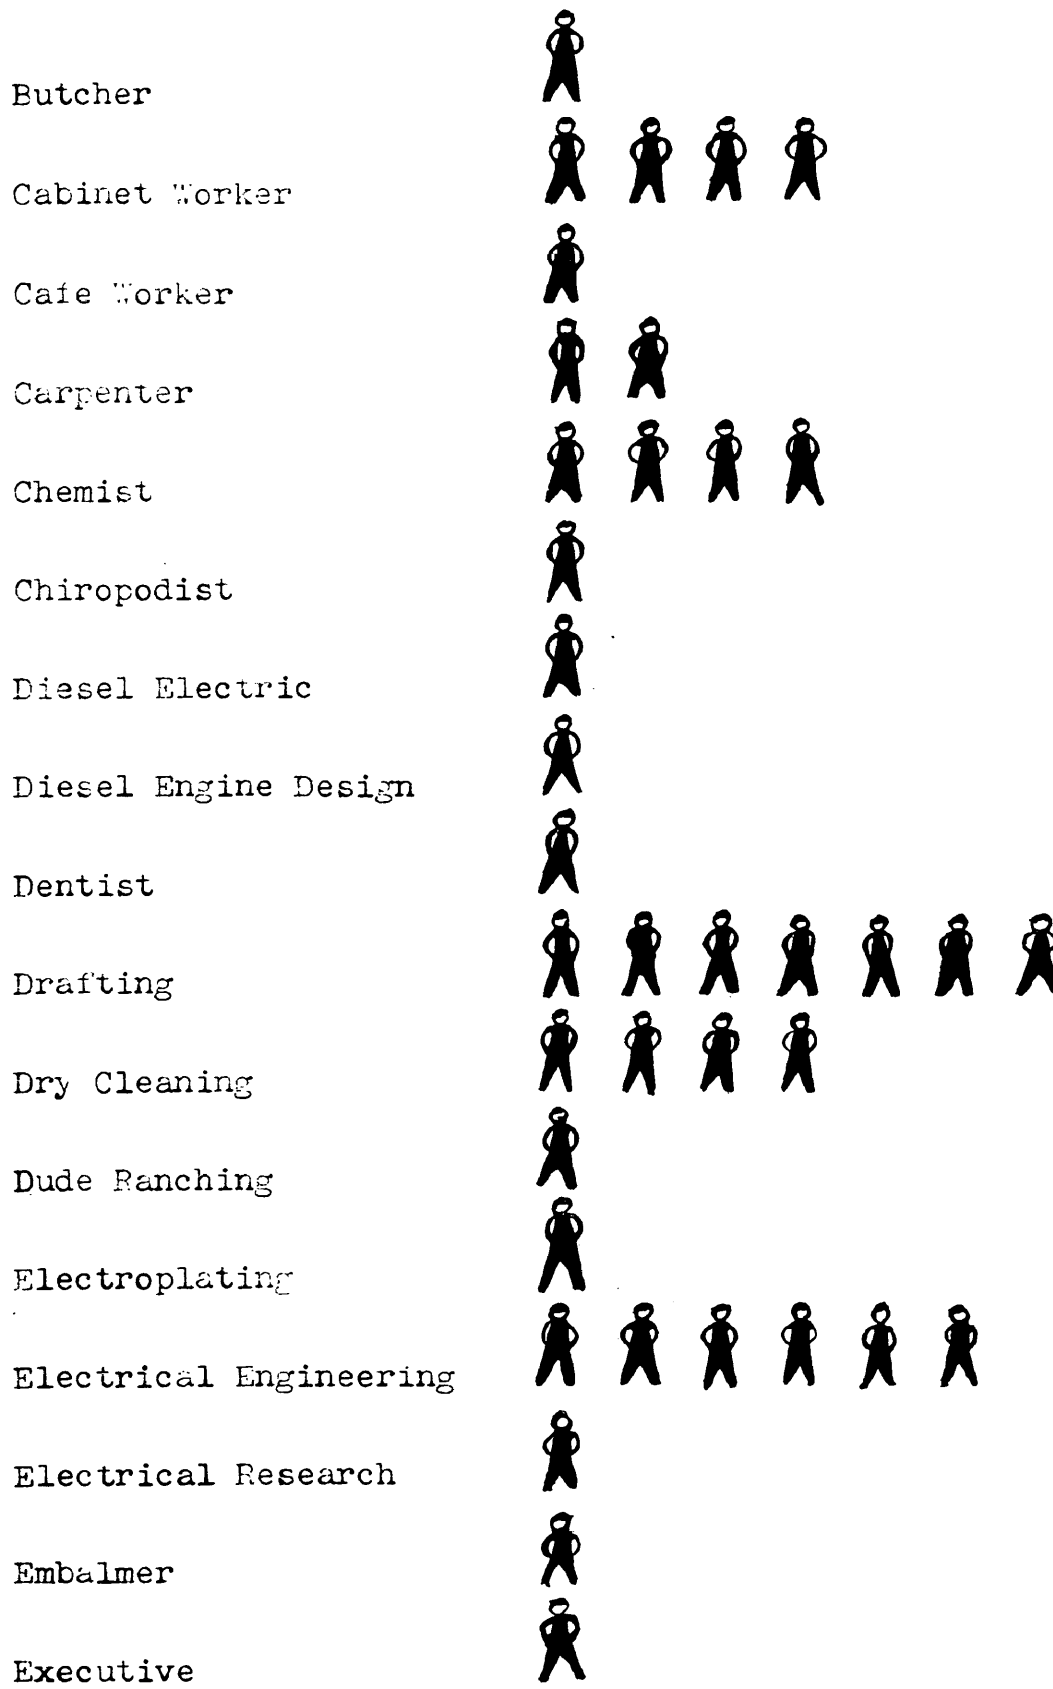 Butcher
Cabinet Worker
Cafe Worker
Carpenter
Chemist
Chiropodist
Diesel Electric
Diesel Engine Design
Dentist
Drafting
Dry Cleaning
Dude Ranching
Electroplating
Electrical Engineering
Electrical Research
Embalmer
Executive